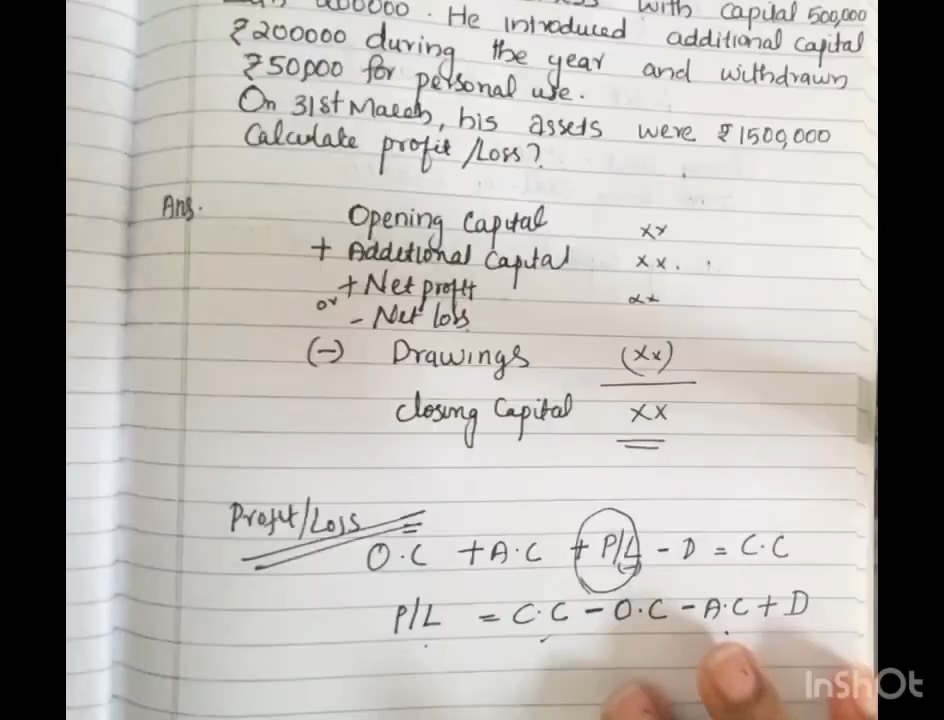 with capital 500,000
He introduced additional capital
₹200000 during the year and withdrawn
₹50,000 for personal use.
On 31st March, his assets were ₹1500,000
Calculate profit /Loss?
Ans.
Opening Capital xx
+ Additional Capital xx.
+ Net profit xx
or
- Net loss
(-) Drawings (xx)
closing Capital xx
Profit/Loss
O.C + A.C + P/L - D = C.C
(-)
P/L = C.C - O.C - A.C + D
InShOt